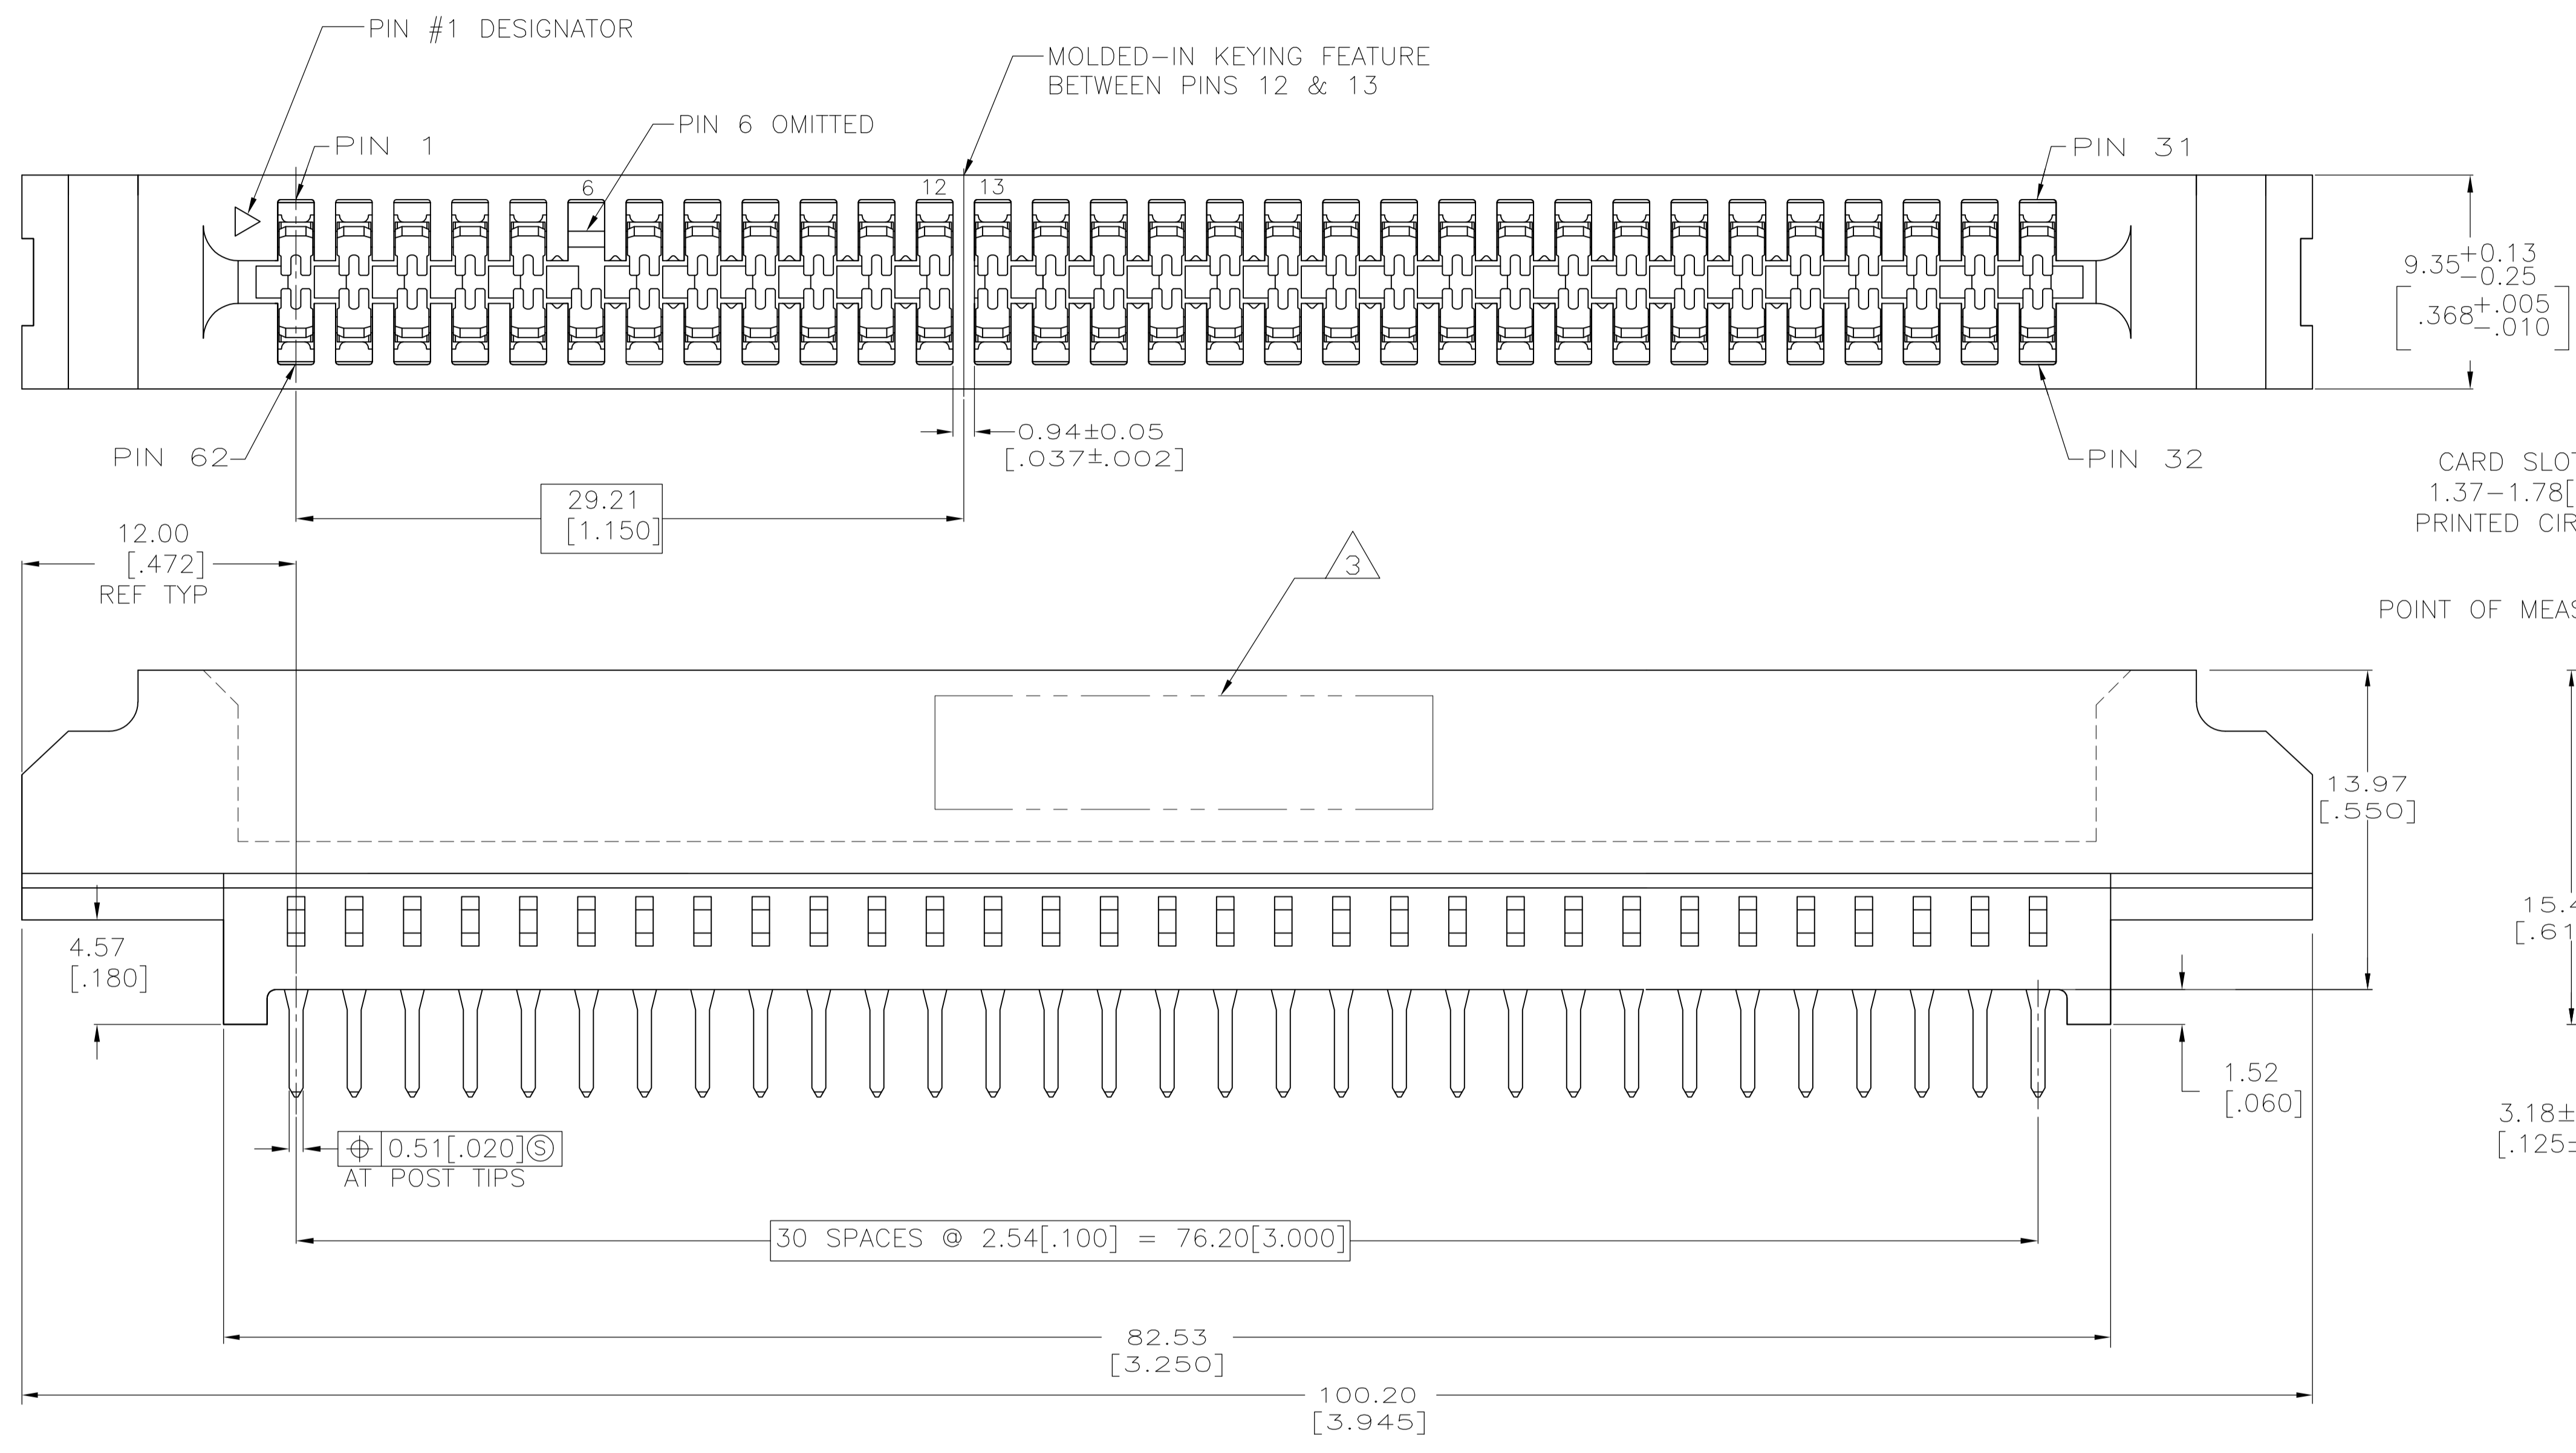 PIN #1 DESIGNATOR
MOLDED-IN KEYING FEATURE
BETWEEN PINS 12 & 13
PIN 6 OMITTED
PIN 1
PIN 31
6
12
13
9.35+0.13
-0.25
[.368+.005
-.010]
0.94±0.05
[.037±.002]
PIN 62
PIN 32
CARD SLOT
1.37-1.78[
PRINTED CIR
29.21
[1.150]
12.00
[.472]
REF TYP
3
POINT OF MEAS
13.97
[.550]
15.4
[.61
4.57
[.180]
1.52
[.060]
3.18±
[.125±
0.51[.020]Ⓢ
AT POST TIPS
30 SPACES @ 2.54[.100] = 76.20[3.000]
82.53
[3.250]
100.20
[3.945]